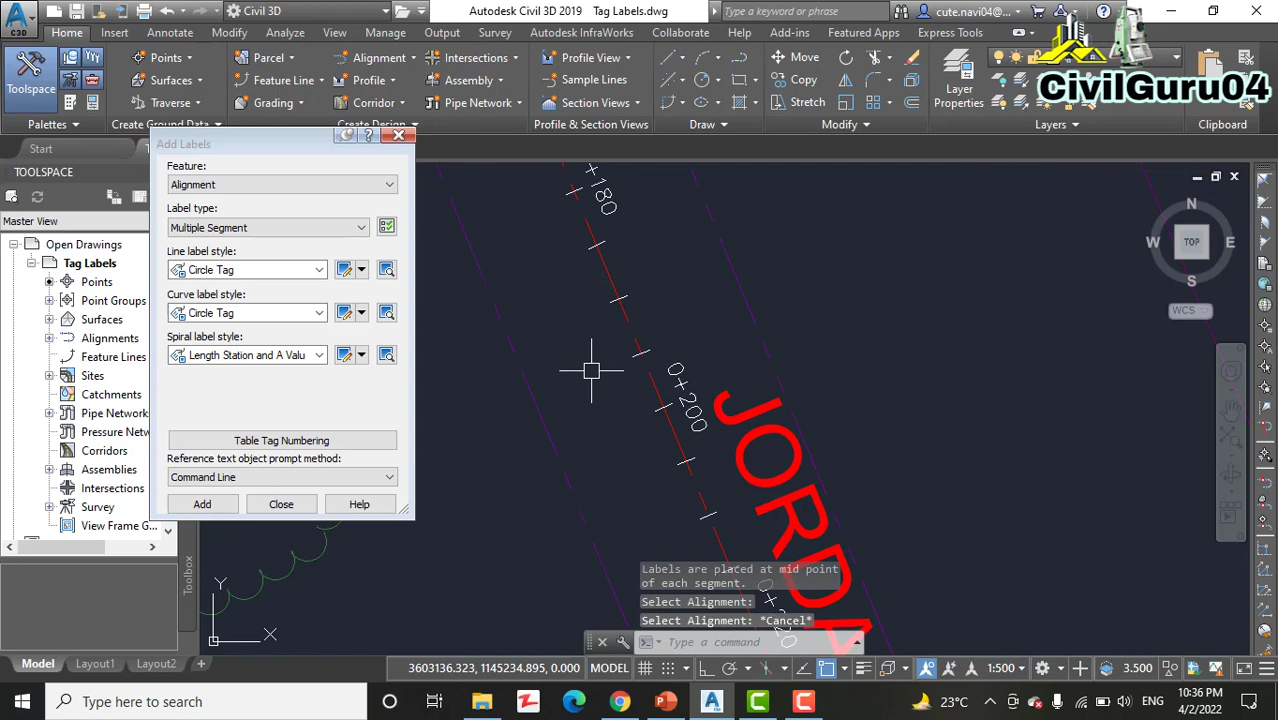 C3D
Civil 3D
Autodesk Civil 3D 2019 Tag Labels.dwg
Type a keyword or phrase
cute.navi04@...
Home Insert Annotate Modify Analyze View Manage Output Survey Autodesk InfraWorks Collaborate Help Add-ins Express Tools Featured
Toolspace
Palettes
Points
Surfaces
Traverse
Create Ground Data
Parcel
Feature Line
Grading
Alignment
Profile
Corridor
Intersections
Assembly
Pipe Network
Profile View
Sample Lines
Section Views
Profile & Section Views
Draw
Move
Copy
Stretch
Modify
Layer
Properties
Layers
Paste
Clipboard
CivilGuru04
Start
TOOLSPACE
Master View
Open Drawings
Tag Labels
Points
Point Groups
Surfaces
Alignments
Feature Lines
Sites
Catchments
Pipe Network
Pressure Net
Corridors
Assemblies
Intersections
Survey
View Frame G...
Toolbox
Add Labels
Feature:
Alignment
Label type:
Multiple Segment
Line label style:
Circle Tag
Curve label style:
Circle Tag
Spiral label style:
Length Station and A Valu
Table Tag Numbering
Reference text object prompt method:
Command Line
Add Close Help
+180
0+200
0+220
JORDA
N
W TOP E
S
WCS
Y
X
Labels are placed at mid point
of each segment.
Select Alignment:
Select Alignment: *Cancel*
Type a command
Model Layout1 Layout2 +
3603136.323, 1145234.895, 0.000 MODEL
1:500
3.500
Type here to search
23°C
ENG
10:36 PM
4/2/2022